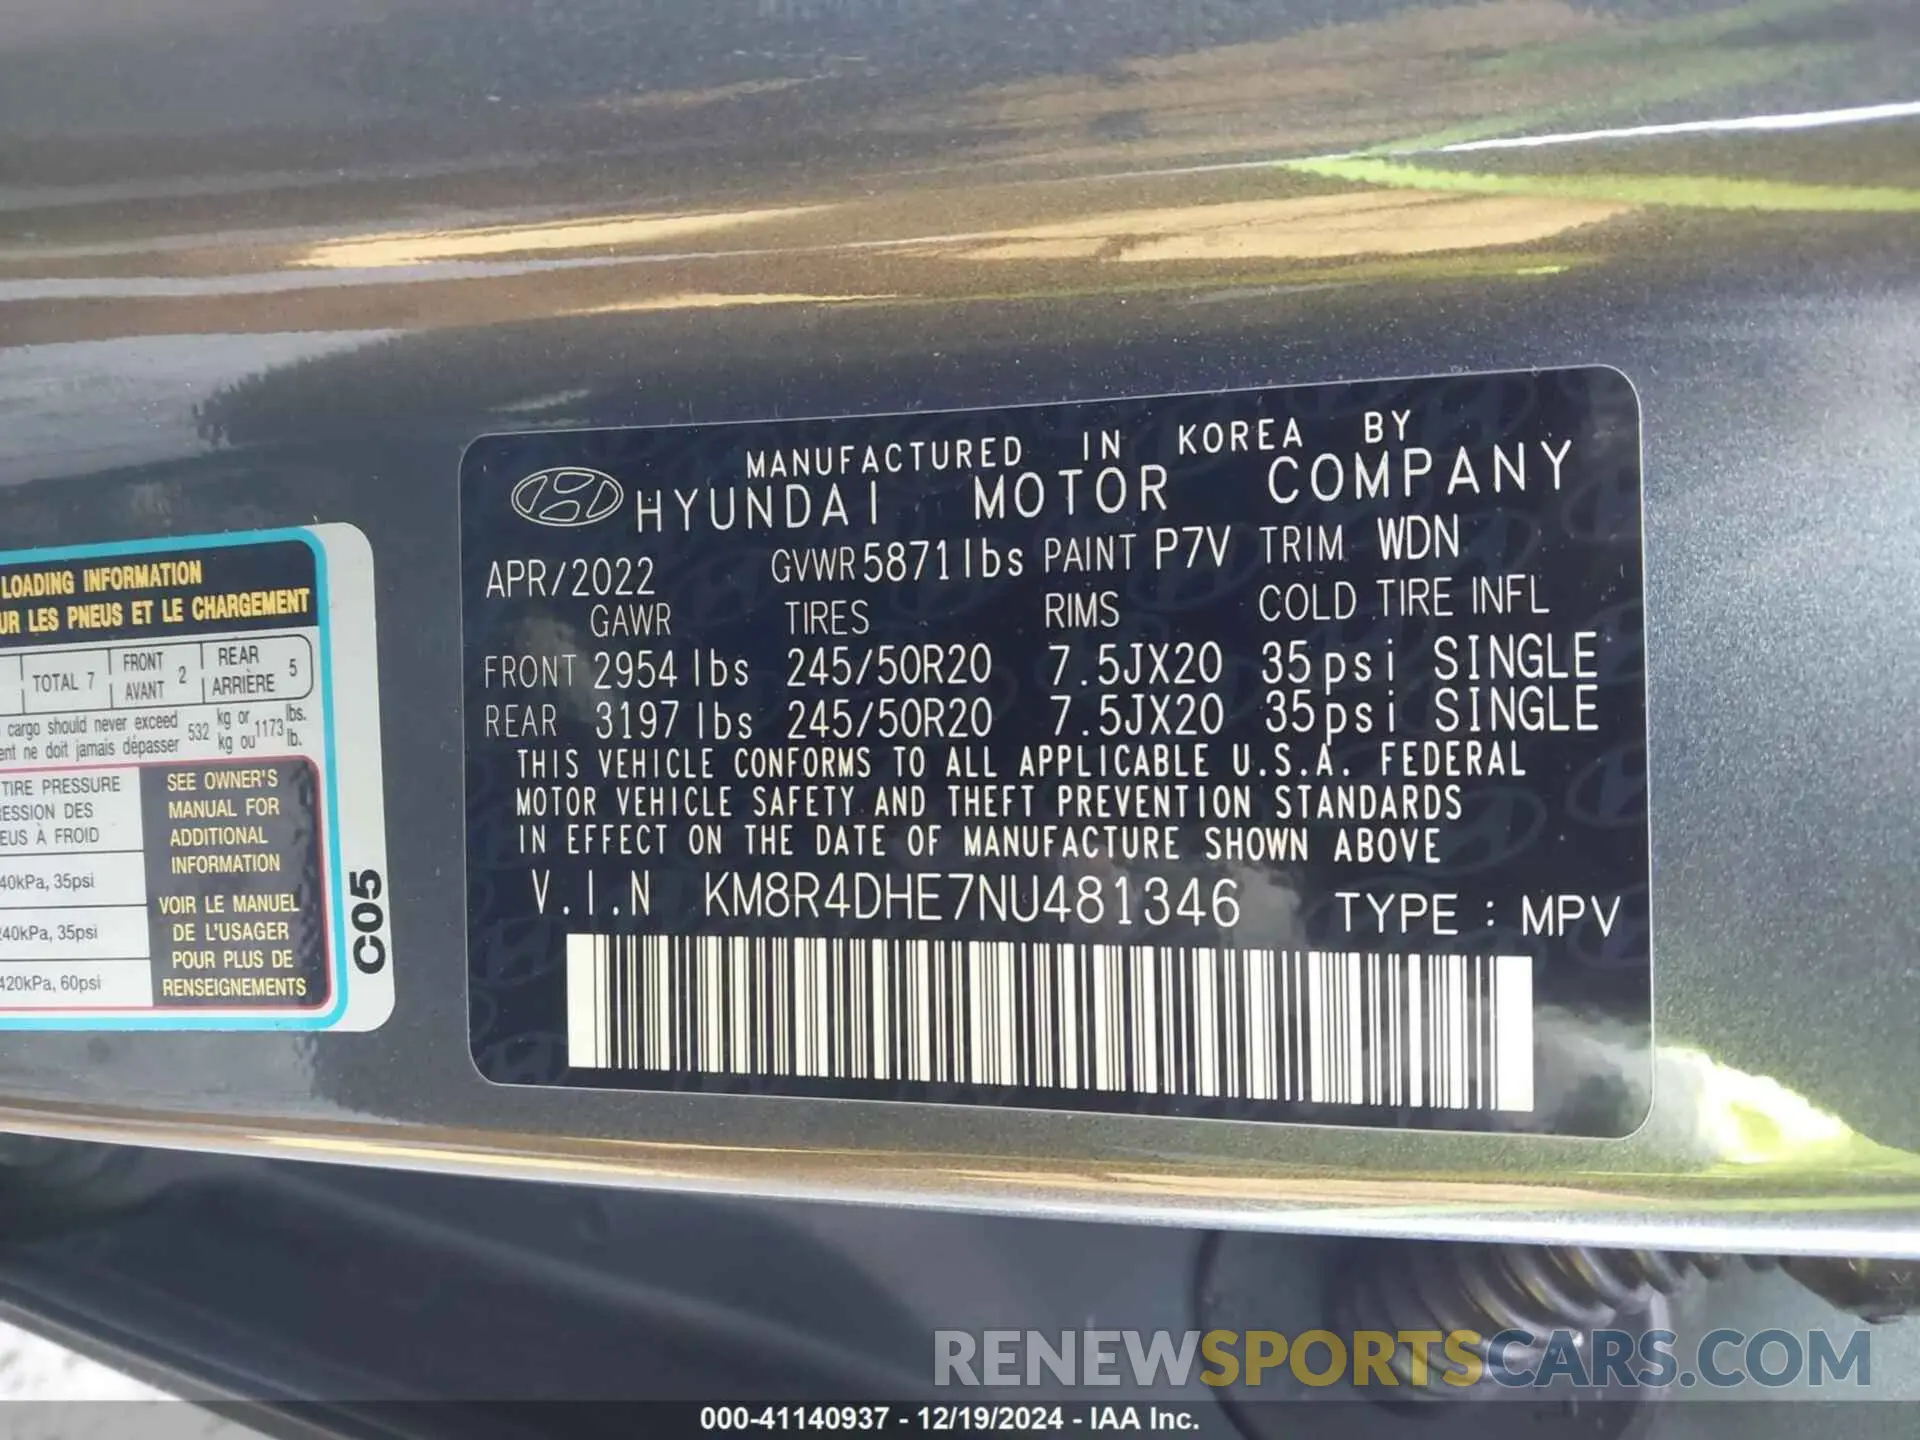 LOADING INFORMATION
UR LES PNEUS ET LE CHARGEMENT
TOTAL 7
FRONT
AVANT 2
REAR
ARRIÈRE 5
cargo should never exceed 532 kg or 1173 lbs.
ent ne doit jamais dépasser kg ou lb.
TIRE PRESSURE
ESSION DES
EUS À FROID
40kPa, 35psi
240kPa, 35psi
420kPa, 60psi
SEE OWNER'S
MANUAL FOR
ADDITIONAL
INFORMATION
VOIR LE MANUEL
DE L'USAGER
POUR PLUS DE
RENSEIGNEMENTS
C05
MANUFACTURED IN KOREA BY
HYUNDAI MOTOR COMPANY
APR/2022 GVWR 5871lbs PAINT P7V TRIM WDN
GAWR TIRES RIMS COLD TIRE INFL
FRONT 2954 lbs 245/50R20 7.5JX20 35psi SINGLE
REAR 3197 lbs 245/50R20 7.5JX20 35psi SINGLE
THIS VEHICLE CONFORMS TO ALL APPLICABLE U.S.A. FEDERAL
MOTOR VEHICLE SAFETY AND THEFT PREVENTION STANDARDS
IN EFFECT ON THE DATE OF MANUFACTURE SHOWN ABOVE
V.I.N KM8R4DHE7NU481346 TYPE : MPV
RENEWSPORTSCARS.COM
000-41140937 - 12/19/2024 - IAA Inc.